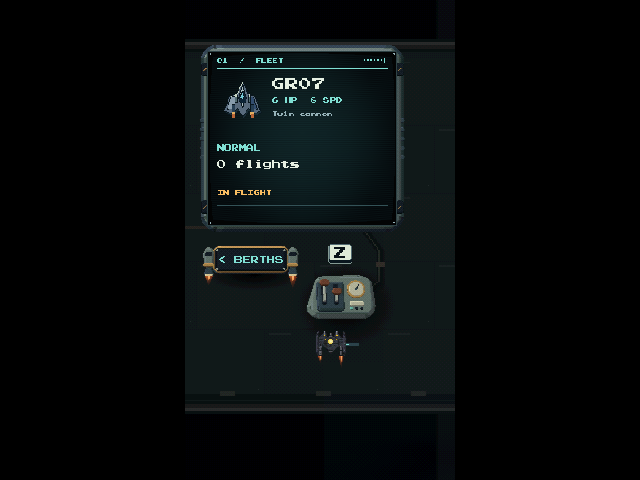 01 / FLEET
GR07
6 HP 6 SPD
Twin cannon
NORMAL
0 flights
IN FLIGHT
< BERTHS
Z